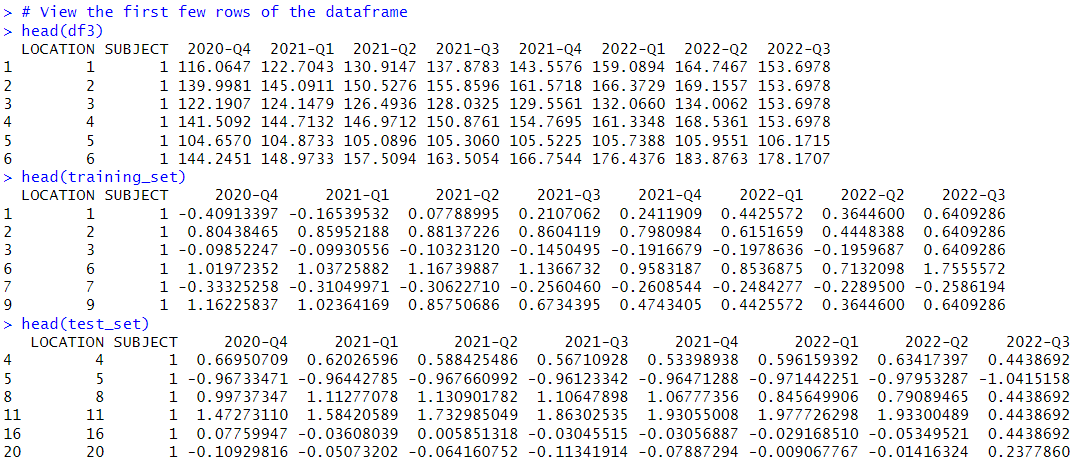 > # View the first few rows of the dataframe
> head(df3)
LOCATION SUBJECT 2020-Q4 2021-Q1 2021-Q2 2021-Q3 2021-Q4 2022-Q1 2022-Q2 2022-Q3
1 1 1 116.0647 122.7043 130.9147 137.8783 143.5576 159.0894 164.7467 153.6978
2 2 1 139.9981 145.0911 150.5276 155.8596 161.5718 166.3729 169.1557 153.6978
3 3 1 122.1907 124.1479 126.4936 128.0325 129.5561 132.0660 134.0062 153.6978
4 4 1 141.5092 144.7132 146.9712 150.8761 154.7695 161.3348 168.5361 153.6978
5 5 1 104.6570 104.8733 105.0896 105.3060 105.5225 105.7388 105.9551 106.1715
6 6 1 144.2451 148.9733 157.5094 163.5054 166.7544 176.4376 183.8763 178.1707
> head(training_set)
LOCATION SUBJECT 2020-Q4 2021-Q1 2021-Q2 2021-Q3 2021-Q4 2022-Q1 2022-Q2 2022-Q3
1 1 1 -0.40913397 -0.16539532 0.07788995 0.2107062 0.2411909 0.4425572 0.3644600 0.6409286
2 2 1 0.80438465 0.85952188 0.88137226 0.8604119 0.7980984 0.6151659 0.4448388 0.6409286
3 3 1 -0.09852247 -0.09930556 -0.10323120 -0.1450495 -0.1916679 -0.1978636 -0.1959687 0.6409286
6 6 1 1.01972352 1.03725882 1.16739887 1.1366732 0.9583187 0.8536875 0.7132098 1.7555572
7 7 1 -0.33325258 -0.31049971 -0.30622710 -0.2560460 -0.2608544 -0.2484277 -0.2289500 -0.2586194
9 9 1 1.16225837 1.02364169 0.85750686 0.6734395 0.4743405 0.4425572 0.3644600 0.6409286
> head(test_set)
LOCATION SUBJECT 2020-Q4 2021-Q1 2021-Q2 2021-Q3 2021-Q4 2022-Q1 2022-Q2 2022-Q3
4 4 1 0.66950709 0.62026596 0.588425486 0.56710928 0.53398938 0.596159392 0.63417397 0.4438692
5 5 1 -0.96733471 -0.96442785 -0.967660992 -0.96123342 -0.96471288 -0.971442251 -0.97953287 -1.0415158
8 8 1 0.99737347 1.11277078 1.130901782 1.10647898 1.06777356 0.845649906 0.79089465 0.4438692
11 11 1 1.47273110 1.58420589 1.732985049 1.86302535 1.93055008 1.977726298 1.93300489 0.4438692
16 16 1 0.07759947 -0.03608039 0.005851318 -0.03045515 -0.03056887 -0.029168510 -0.05349521 0.4438692
20 20 1 -0.10929816 -0.05073202 -0.064160752 -0.11341914 -0.07887294 -0.009067767 -0.01416324 0.2377860